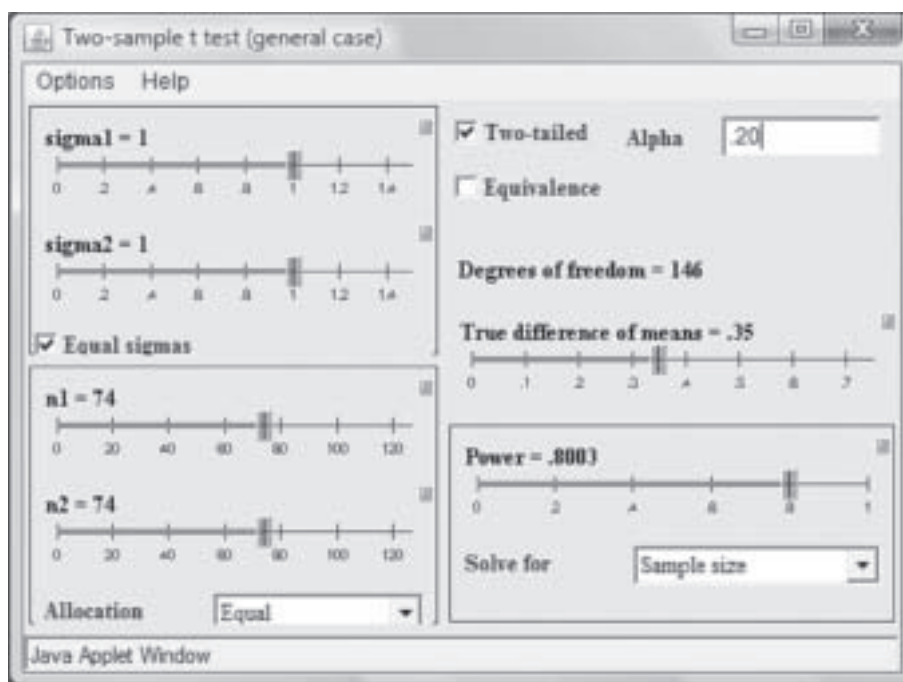 Two-sample t test (general case)
Options Help
sigma1 = 1
0 .2 .4 .6 .8 1 1.2 1.4
sigma2 = 1
0 .2 .4 .6 .8 1 1.2 1.4
Equal sigmas
n1 = 74
0 20 40 60 80 100 120
n2 = 74
0 20 40 60 80 100 120
Allocation Equal
Two-tailed Alpha .20
Equivalence
Degrees of freedom = 146
True difference of means = .35
0 .1 .2 .3 .4 .5 .6 .7
Power = .8003
0 .2 .4 .6 .8 1
Solve for Sample size
Java Applet Window